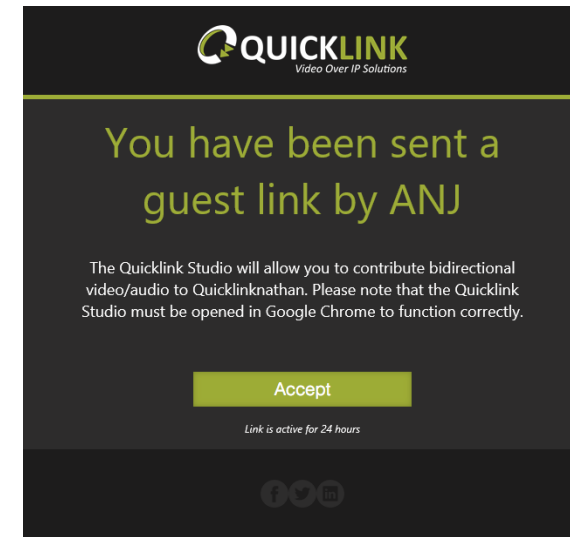 QUICKLINK
Video Over IP Solutions
You have been sent a
guest link by ANJ
The Quicklink Studio will allow you to contribute bidirectional
video/audio to Quicklinknathan. Please note that the Quicklink
Studio must be opened in Google Chrome to function correctly.
Accept
Link is active for 24 hours